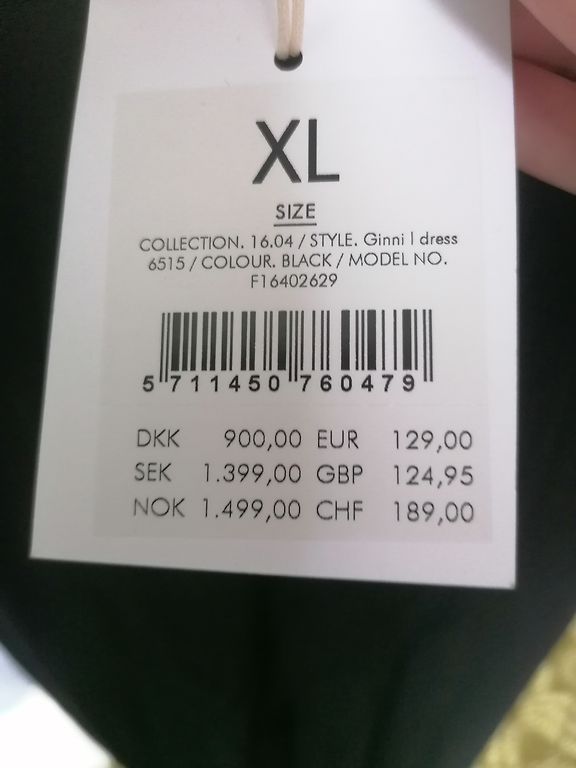 XL
SIZE
COLLECTION. 16.04 / STYLE. Ginni l dress
6515 / COLOUR. BLACK / MODEL NO.
F16402629
5 711450 760479
DKK 900,00 EUR 129,00
SEK 1.399,00 GBP 124,95
NOK 1.499,00 CHF 189,00